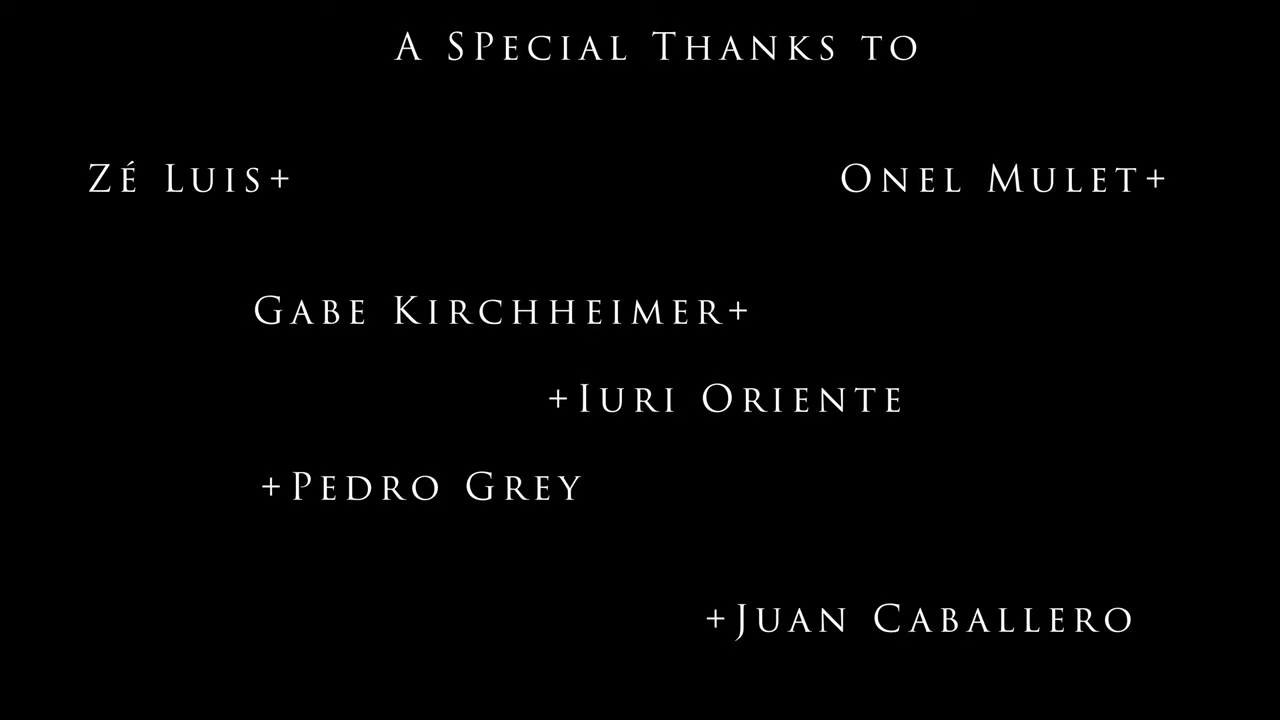 A SPecial Thanks to
Zé Luis+
Onel Mulet+
Gabe Kirchheimer+
+Iuri Oriente
+Pedro Grey
+Juan Caballero